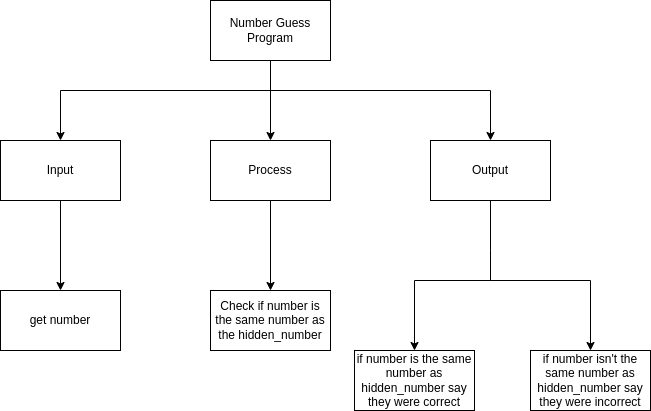 Number Guess
Program
Input
Process
Output
get number
Check if number is
the same number as
the hidden_number
if number is the same
number as
hidden_number say
they were correct
if number isn't the
same number as
hidden_number say
they were incorrect